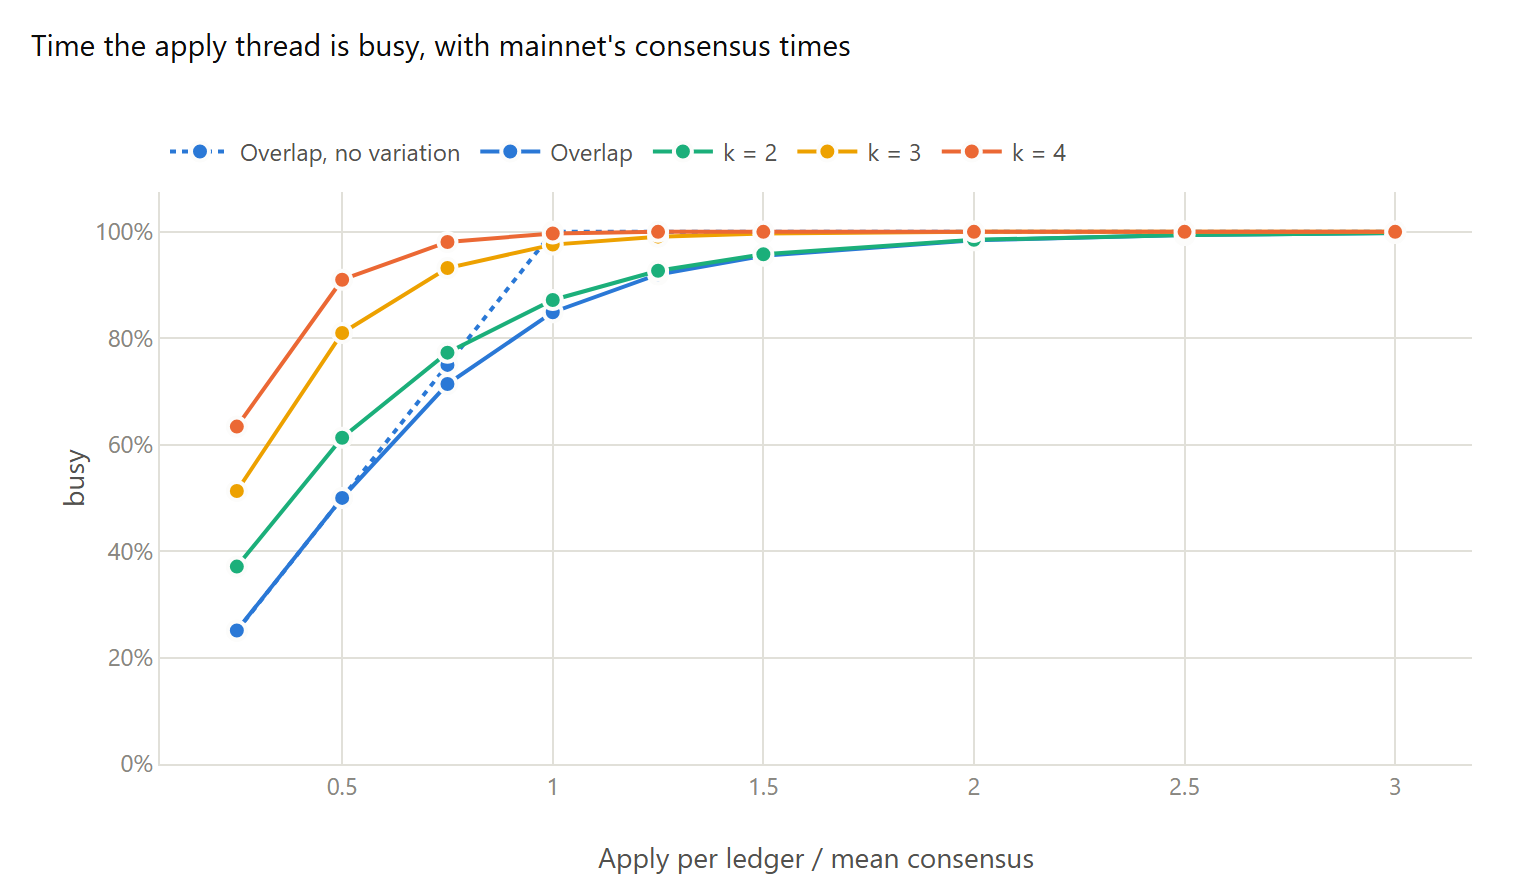 Time the apply thread is busy, with mainnet's consensus times
Overlap, no variation Overlap k = 2 k = 3 k = 4
100%
80%
60%
40%
20%
0%
busy
0.5 1 1.5 2 2.5 3
Apply per ledger / mean consensus